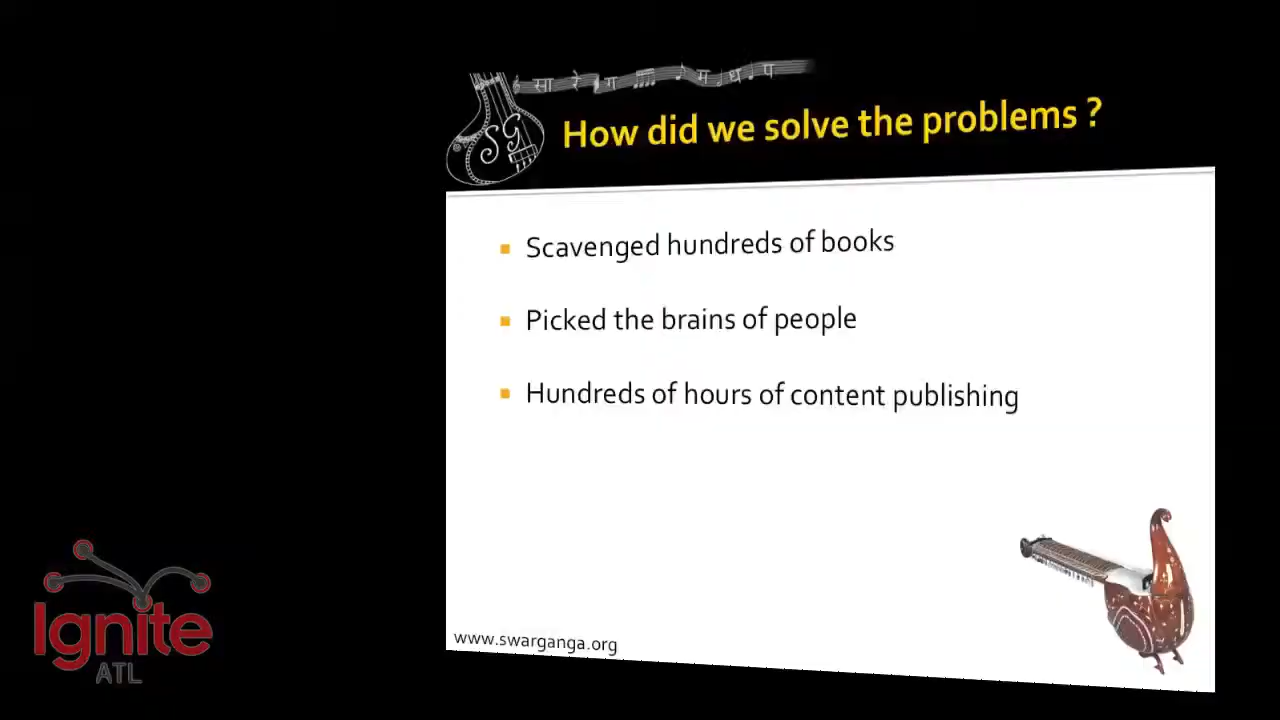 सा रे ग म ध प
SG
How did we solve the problems ?
Scavenged hundreds of books
Picked the brains of people
Hundreds of hours of content publishing
www.swarganga.org
Ignite
ATL